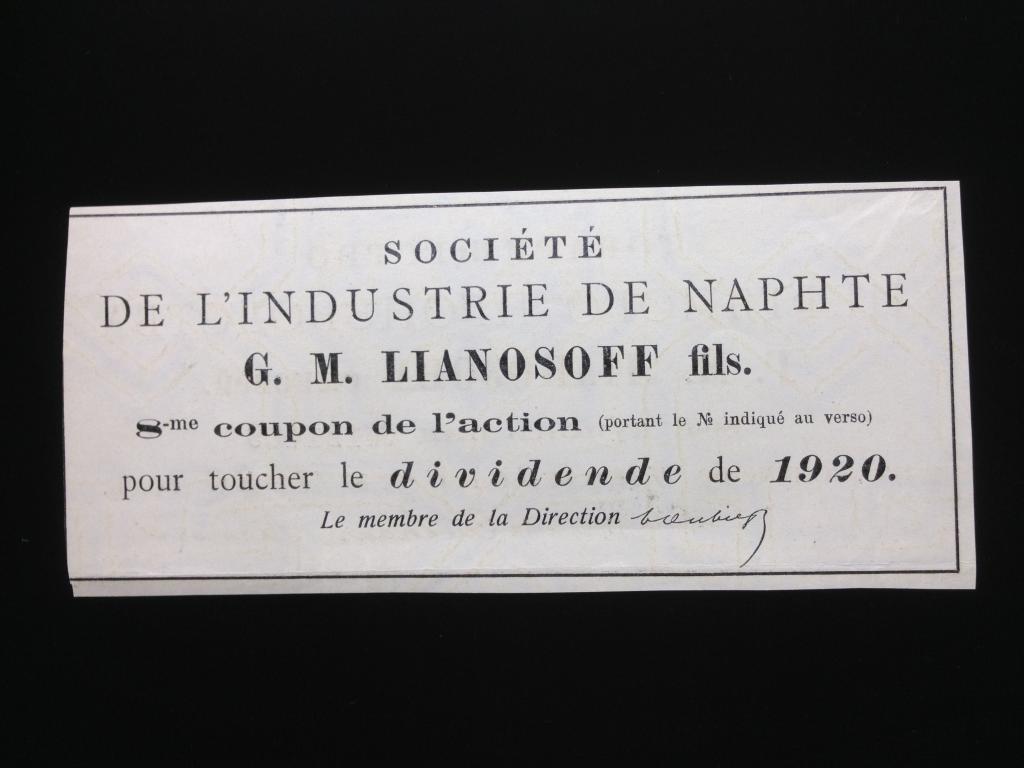 SOCIÉTÉ
DE L'INDUSTRIE DE NAPHTE
G. M. LIANOSOFF fils.
8-me coupon de l'action (portant le № indiqué au verso)
pour toucher le dividende de 1920.
Le membre de la Direction